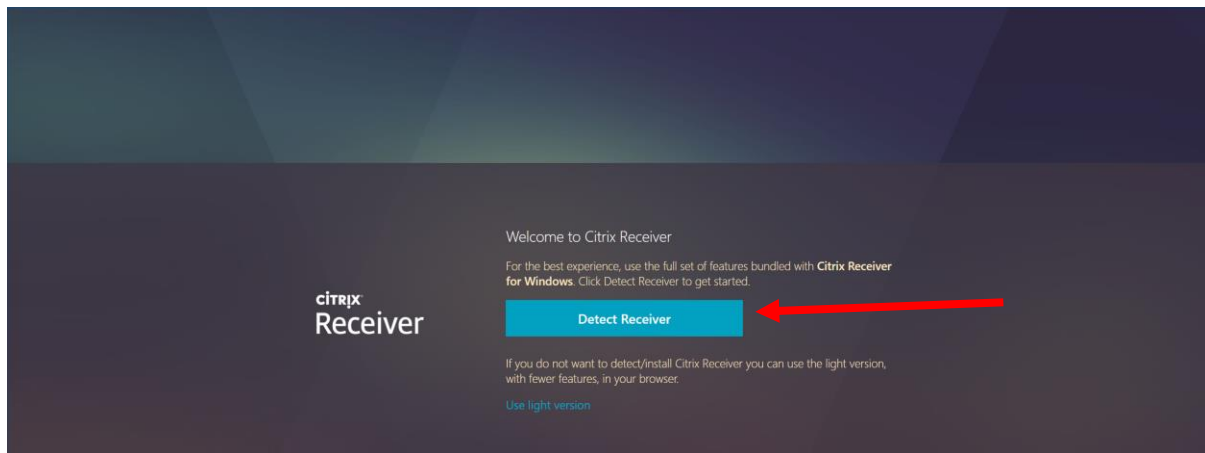 Welcome to Citrix Receiver
For the best experience, use the full set of features bundled with Citrix Receiver
for Windows. Click Detect Receiver to get started.
CITRIX
Receiver
Detect Receiver
If you do not want to detect/install Citrix Receiver you can use the light version,
with fewer features, in your browser.
Use light version